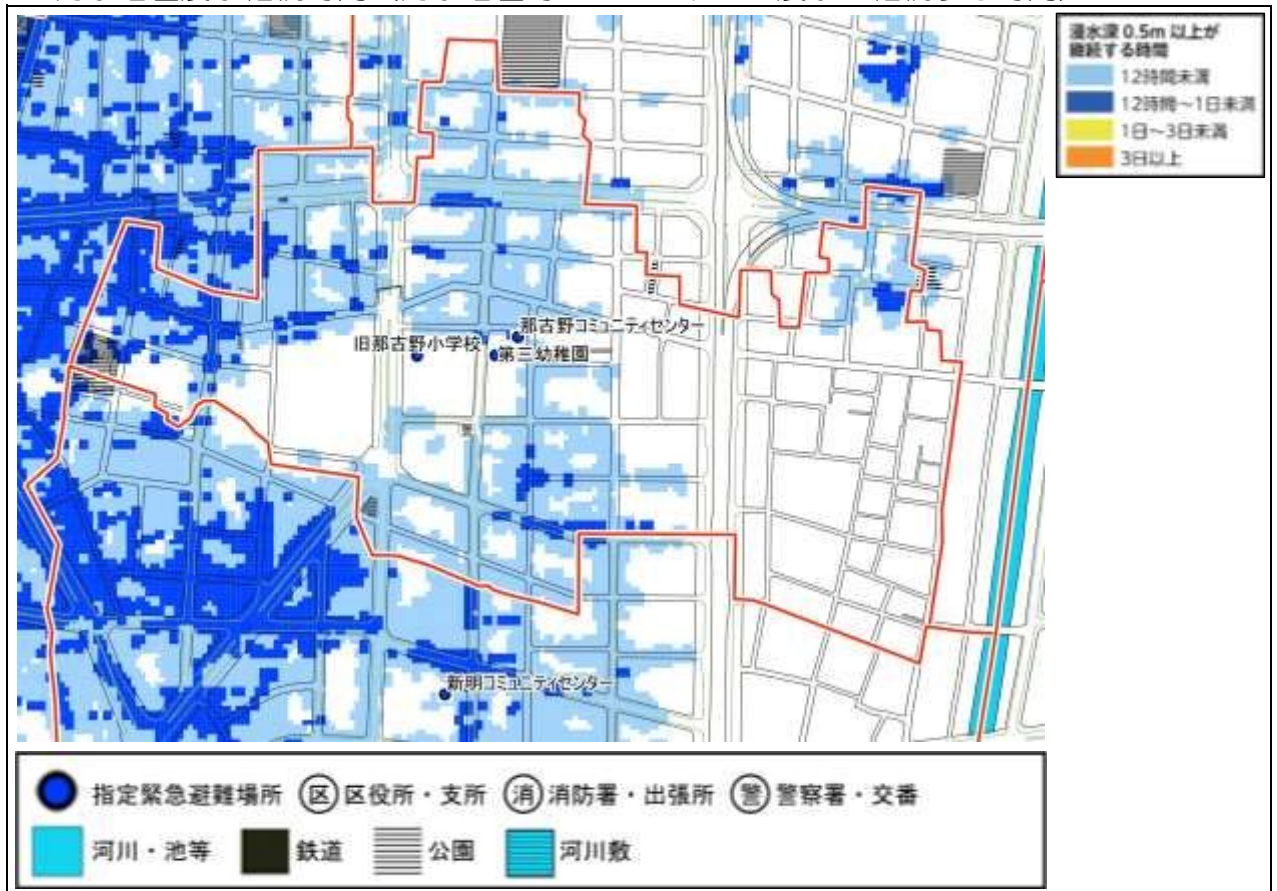 浸水深 0.5m 以上が
継続する時間
12時間未満
12時間~1日未満
1日~3日未満
3日以上
那古野コミュニティセンター
旧那古野小学校
第三幼稚園
新明コミュニティセンター
指定緊急避難場所 区 区役所・支所 消 消防署・出張所 警 警察署・交番
河川・池等 鉄道 公園 河川敷